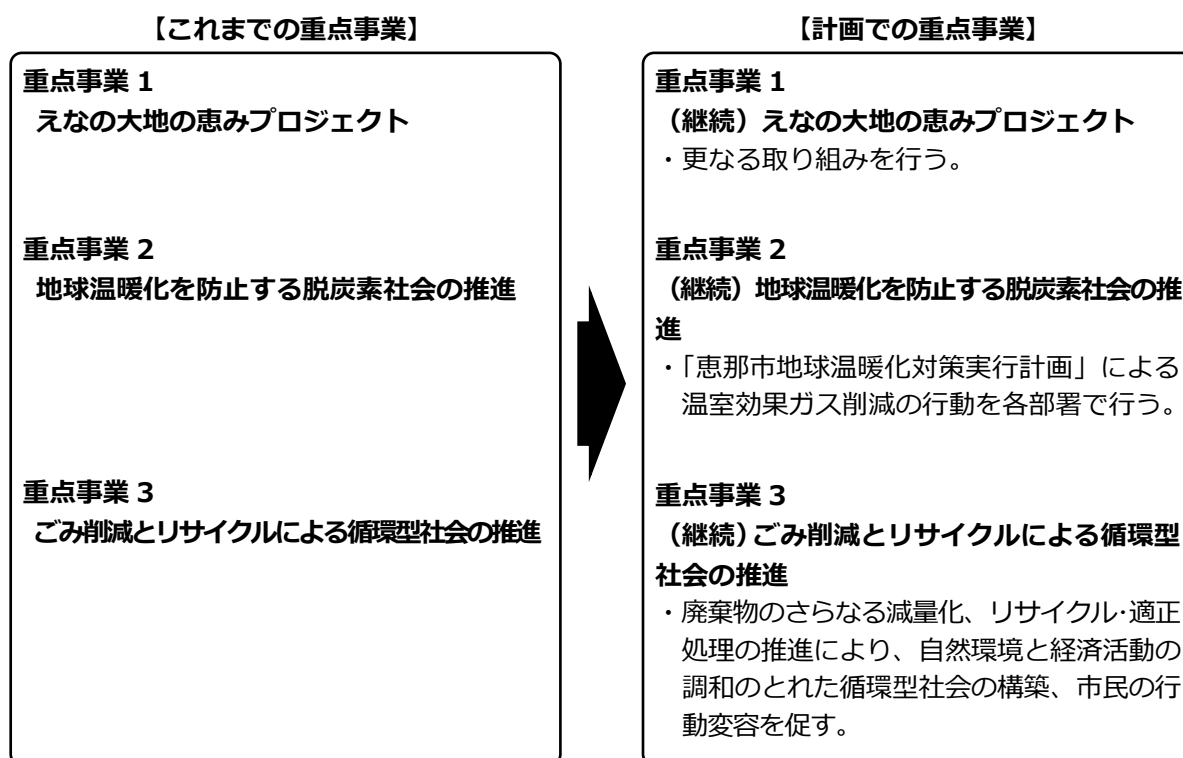 【これまでの重点事業】
重点事業 1
えなの大地の恵みプロジェクト
重点事業 2
地球温暖化を防止する脱炭素社会の推進
重点事業 3
ごみ削減とリサイクルによる循環型社会の推進
【計画での重点事業】
重点事業 1
（継続）えなの大地の恵みプロジェクト
・更なる取り組みを行う。
重点事業 2
（継続）地球温暖化を防止する脱炭素社会の推
進
・「恵那市地球温暖化対策実行計画」による
温室効果ガス削減の行動を各部署で行う。
重点事業 3
（継続）ごみ削減とリサイクルによる循環型
社会の推進
・廃棄物のさらなる減量化、リサイクル・適正
処理の推進により、自然環境と経済活動の
調和のとれた循環型社会の構築、市民の行
動変容を促す。